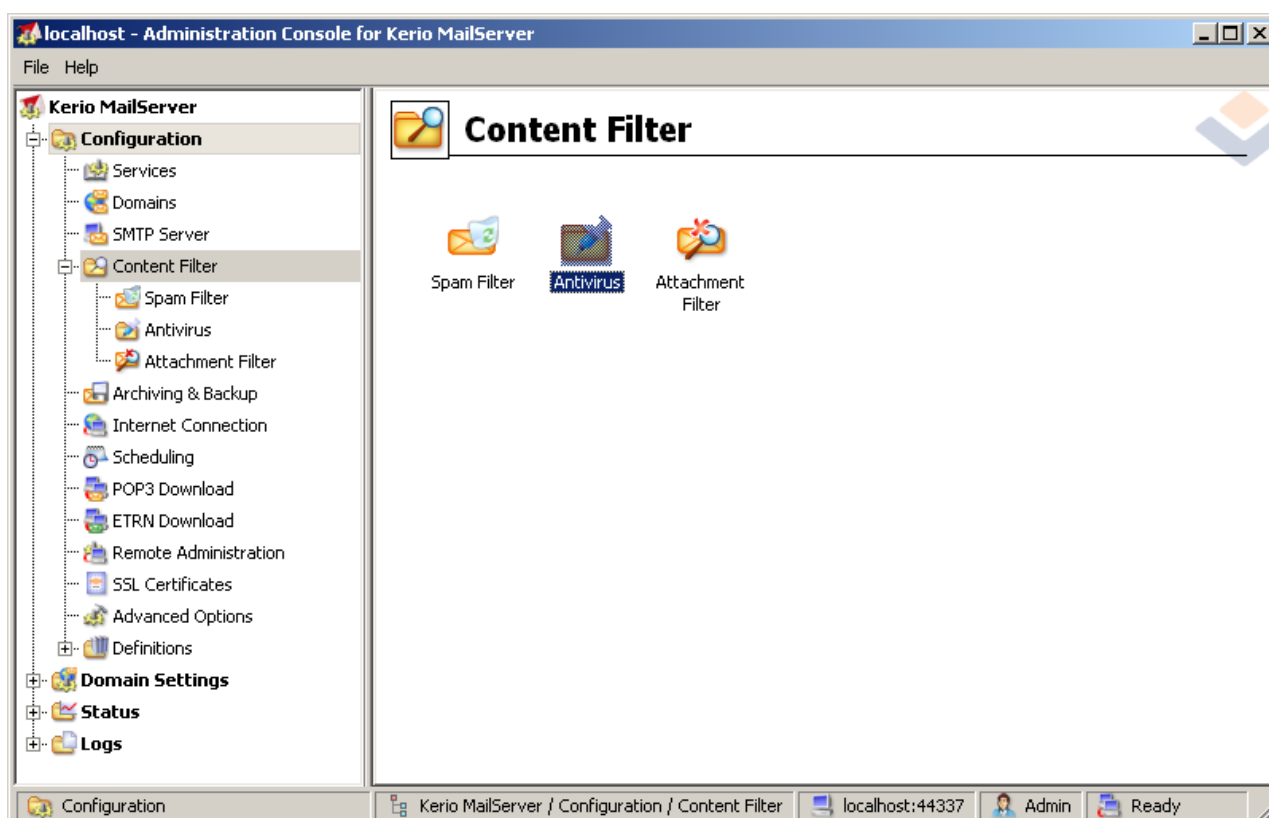 localhost - Administration Console for Kerio MailServer
File Help
Kerio MailServer
Configuration
Services
Domains
SMTP Server
Content Filter
Spam Filter
Antivirus
Attachment Filter
Archiving & Backup
Internet Connection
Scheduling
POP3 Download
ETRN Download
Remote Administration
SSL Certificates
Advanced Options
Definitions
Domain Settings
Status
Logs
Content Filter
Spam Filter Antivirus Attachment
Filter
Configuration Kerio MailServer / Configuration / Content Filter localhost:44337 Admin Ready